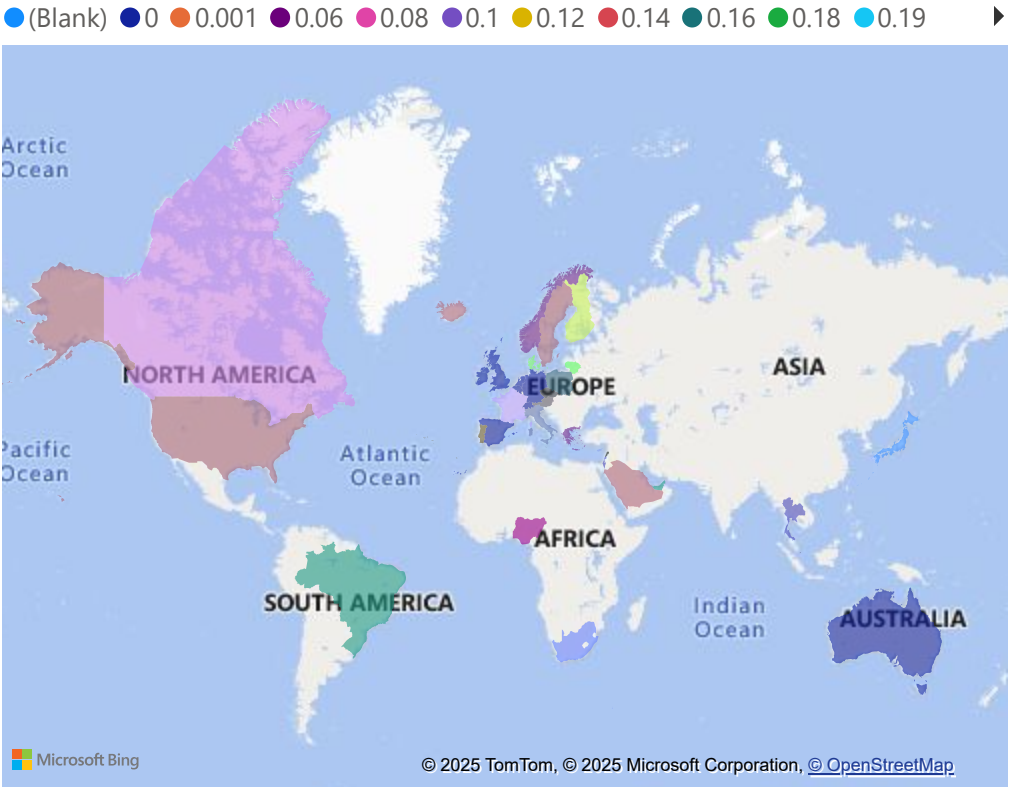 (Blank) 0 0.001 0.06 0.08 0.1 0.12 0.14 0.16 0.18 0.19
Arctic
Ocean
NORTH AMERICA
EUROPE
ASIA
Pacific
Ocean
Atlantic
Ocean
AFRICA
SOUTH AMERICA
Indian
Ocean
AUSTRALIA
Microsoft Bing
© 2025 TomTom, © 2025 Microsoft Corporation, © OpenStreetMap